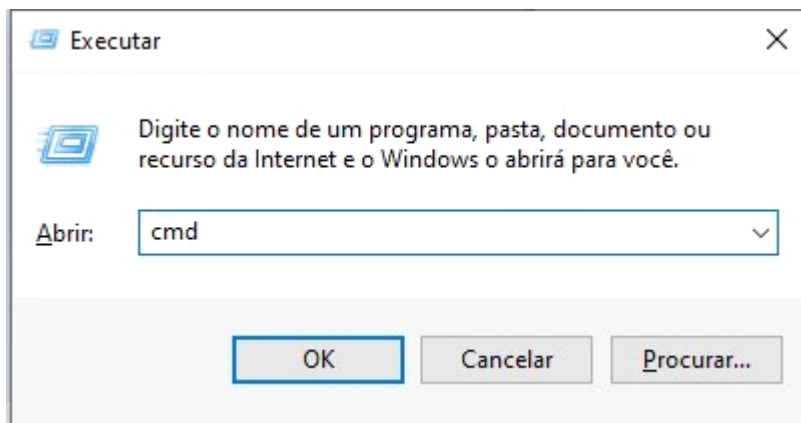 Executar
Digite o nome de um programa, pasta, documento ou
recurso da Internet e o Windows o abrirá para você.
Abrir: cmd
OK Cancelar Procurar...